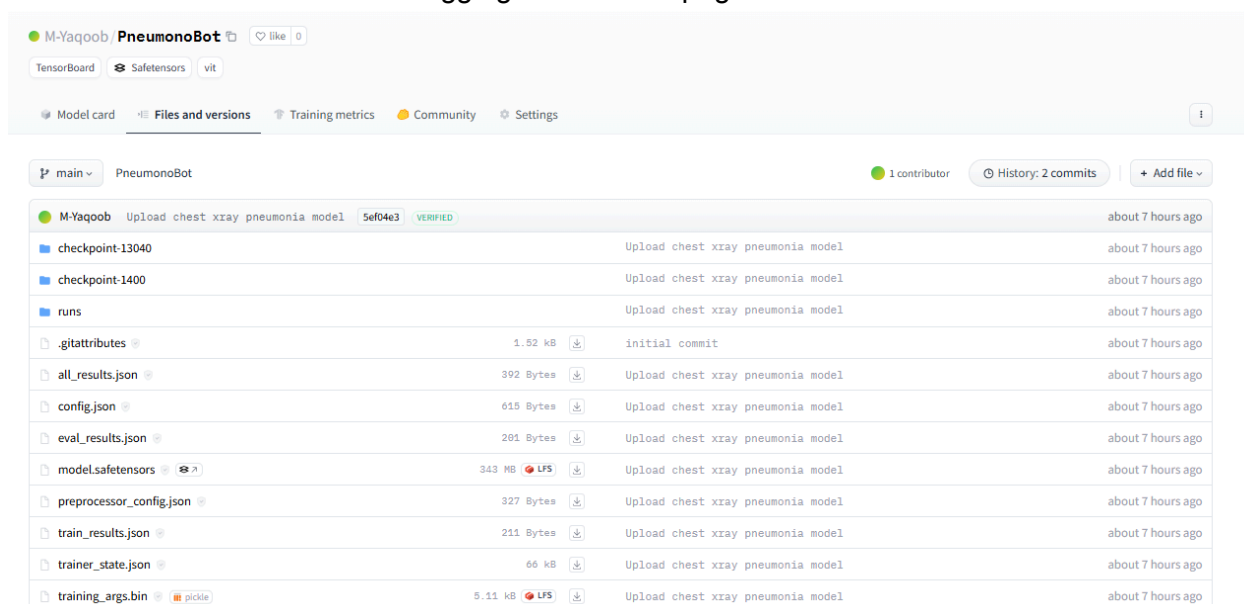 M-Yaqoob/PneumonoBot like 0
TensorBoard Safetensors vit
Model card Files and versions Training metrics Community Settings
main PneumonoBot 1 contributor History: 2 commits + Add file
M-Yaqoob Upload chest xray pneumonia model 5ef04e3 VERIFIED about 7 hours ago
checkpoint-13040 Upload chest xray pneumonia model about 7 hours ago
checkpoint-1400 Upload chest xray pneumonia model about 7 hours ago
runs Upload chest xray pneumonia model about 7 hours ago
.gitattributes 1.52 kB initial commit about 7 hours ago
all_results.json 392 Bytes Upload chest xray pneumonia model about 7 hours ago
config.json 615 Bytes Upload chest xray pneumonia model about 7 hours ago
eval_results.json 201 Bytes Upload chest xray pneumonia model about 7 hours ago
model.safetensors 343 MB LFS Upload chest xray pneumonia model about 7 hours ago
preprocessor_config.json 327 Bytes Upload chest xray pneumonia model about 7 hours ago
train_results.json 211 Bytes Upload chest xray pneumonia model about 7 hours ago
trainer_state.json 66 kB Upload chest xray pneumonia model about 7 hours ago
training_args.bin pickle 5.11 kB LFS Upload chest xray pneumonia model about 7 hours ago